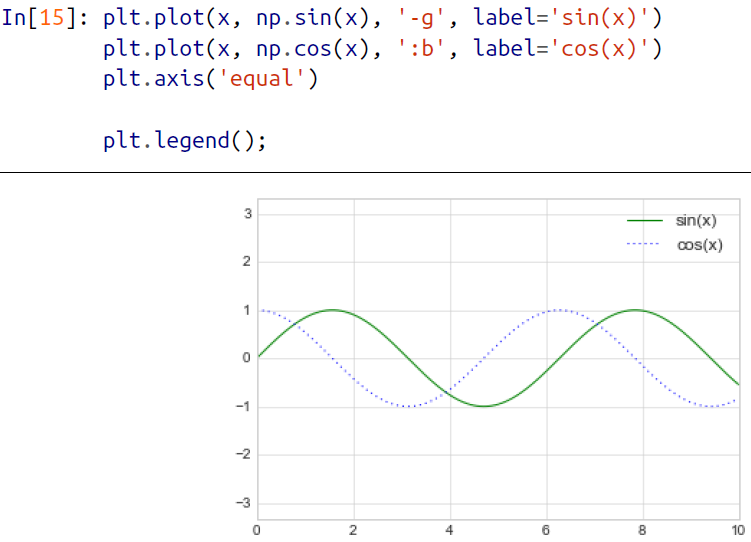 In[15]: plt.plot(x, np.sin(x), '-g', label='sin(x)')
plt.plot(x, np.cos(x), ':b', label='cos(x)')
plt.axis('equal')
plt.legend();
3
sin(x)
cos(x)
2
1
0
−1
−2
−3
0 2 4 6 8 10